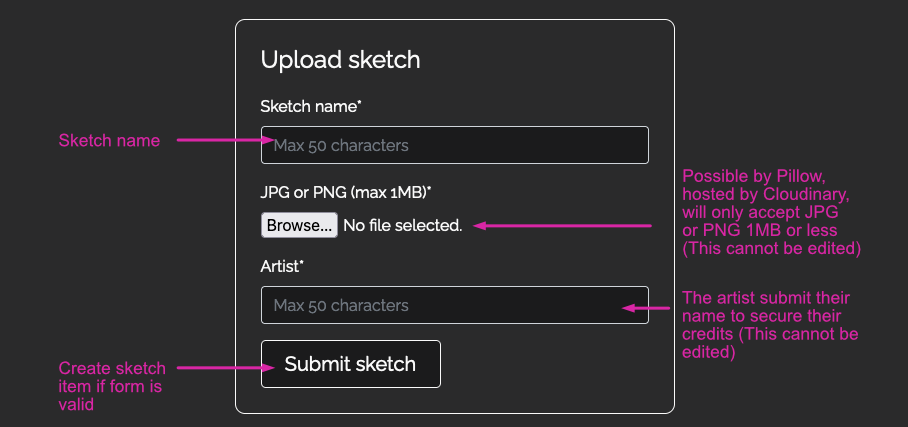 Upload sketch
Sketch name*
Sketch name
Max 50 characters
JPG or PNG (max 1MB)*
Browse... No file selected.
Possible by Pillow,
hosted by Cloudinary,
will only accept JPG
or PNG 1MB or less
(This cannot be edited)
Artist*
Max 50 characters
The artist submit their
name to secure their
credits (This cannot be
edited)
Submit sketch
Create sketch
item if form is
valid